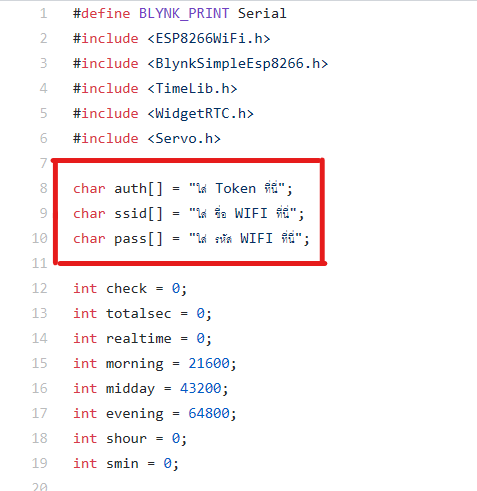 1 #define BLYNK_PRINT Serial
2 #include <ESP8266WiFi.h>
3 #include <BlynkSimpleEsp8266.h>
4 #include <TimeLib.h>
5 #include <WidgetRTC.h>
6 #include <Servo.h>
7
8 char auth[] = "ใส่ Token ที่นี่";
9 char ssid[] = "ใส่ ชื่อ WIFI ที่นี่";
10 char pass[] = "ใส่ รหัส WIFI ที่นี่";
11
12 int check = 0;
13 int totalsec = 0;
14 int realtime = 0;
15 int morning = 21600;
16 int midday = 43200;
17 int evening = 64800;
18 int shour = 0;
19 int smin = 0;
20